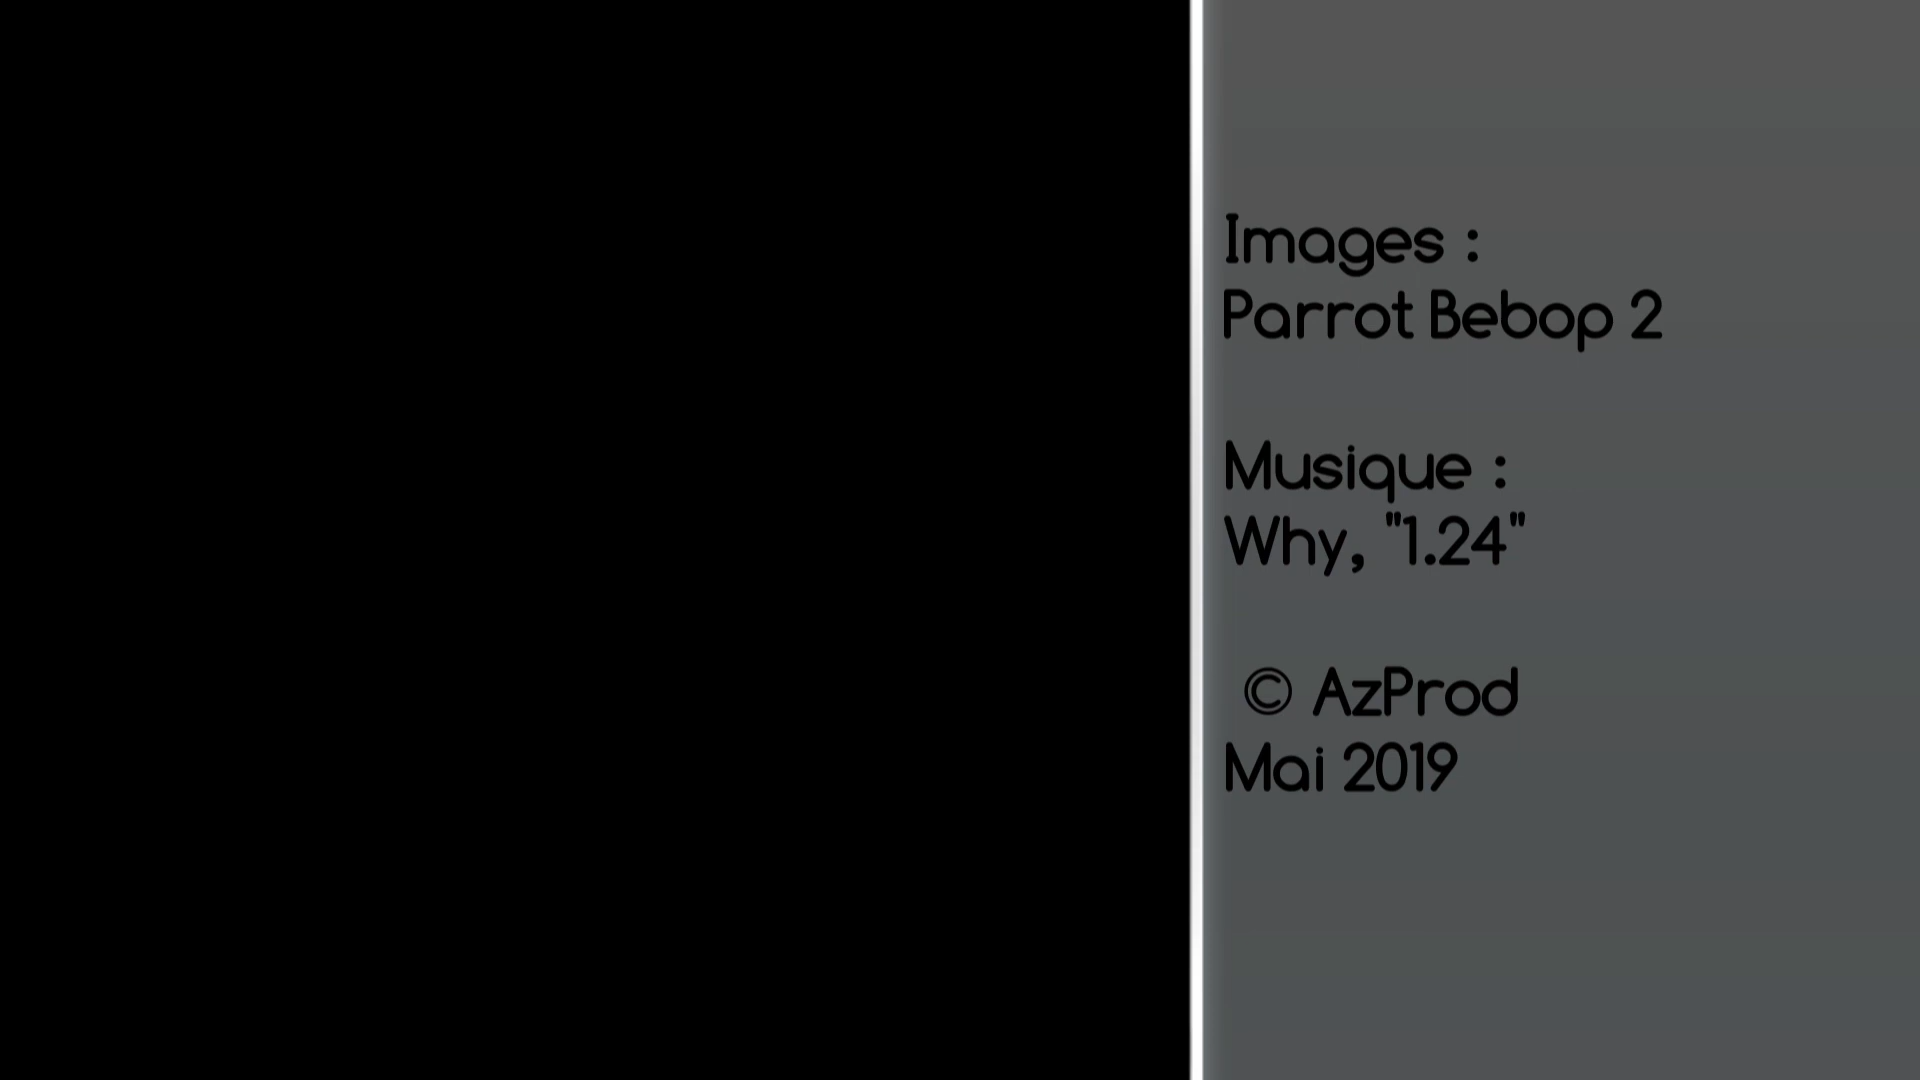 Images :
Parrot Bebop 2
Musique :
Why, "1.24"
© AzProd
Mai 2019